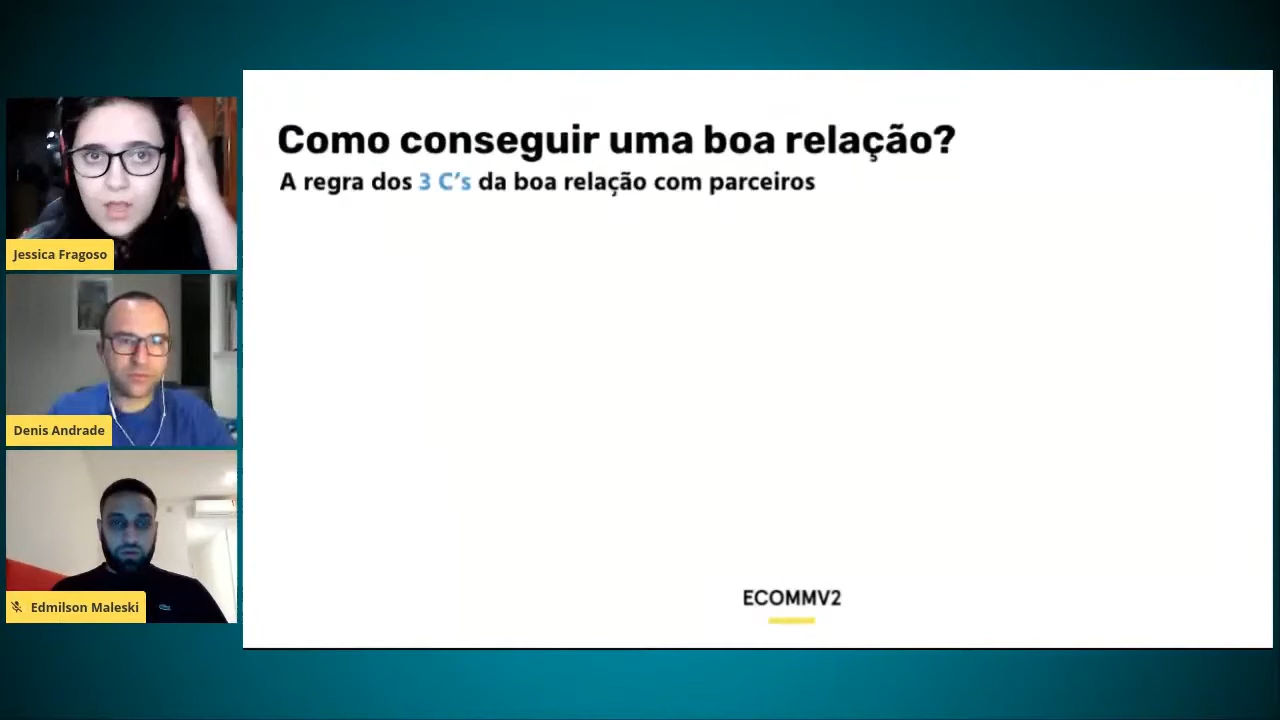 Como conseguir uma boa relação?
A regra dos 3 C's da boa relação com parceiros
Jessica Fragoso
Denis Andrade
Edmilson Maleski
ECOMMV2